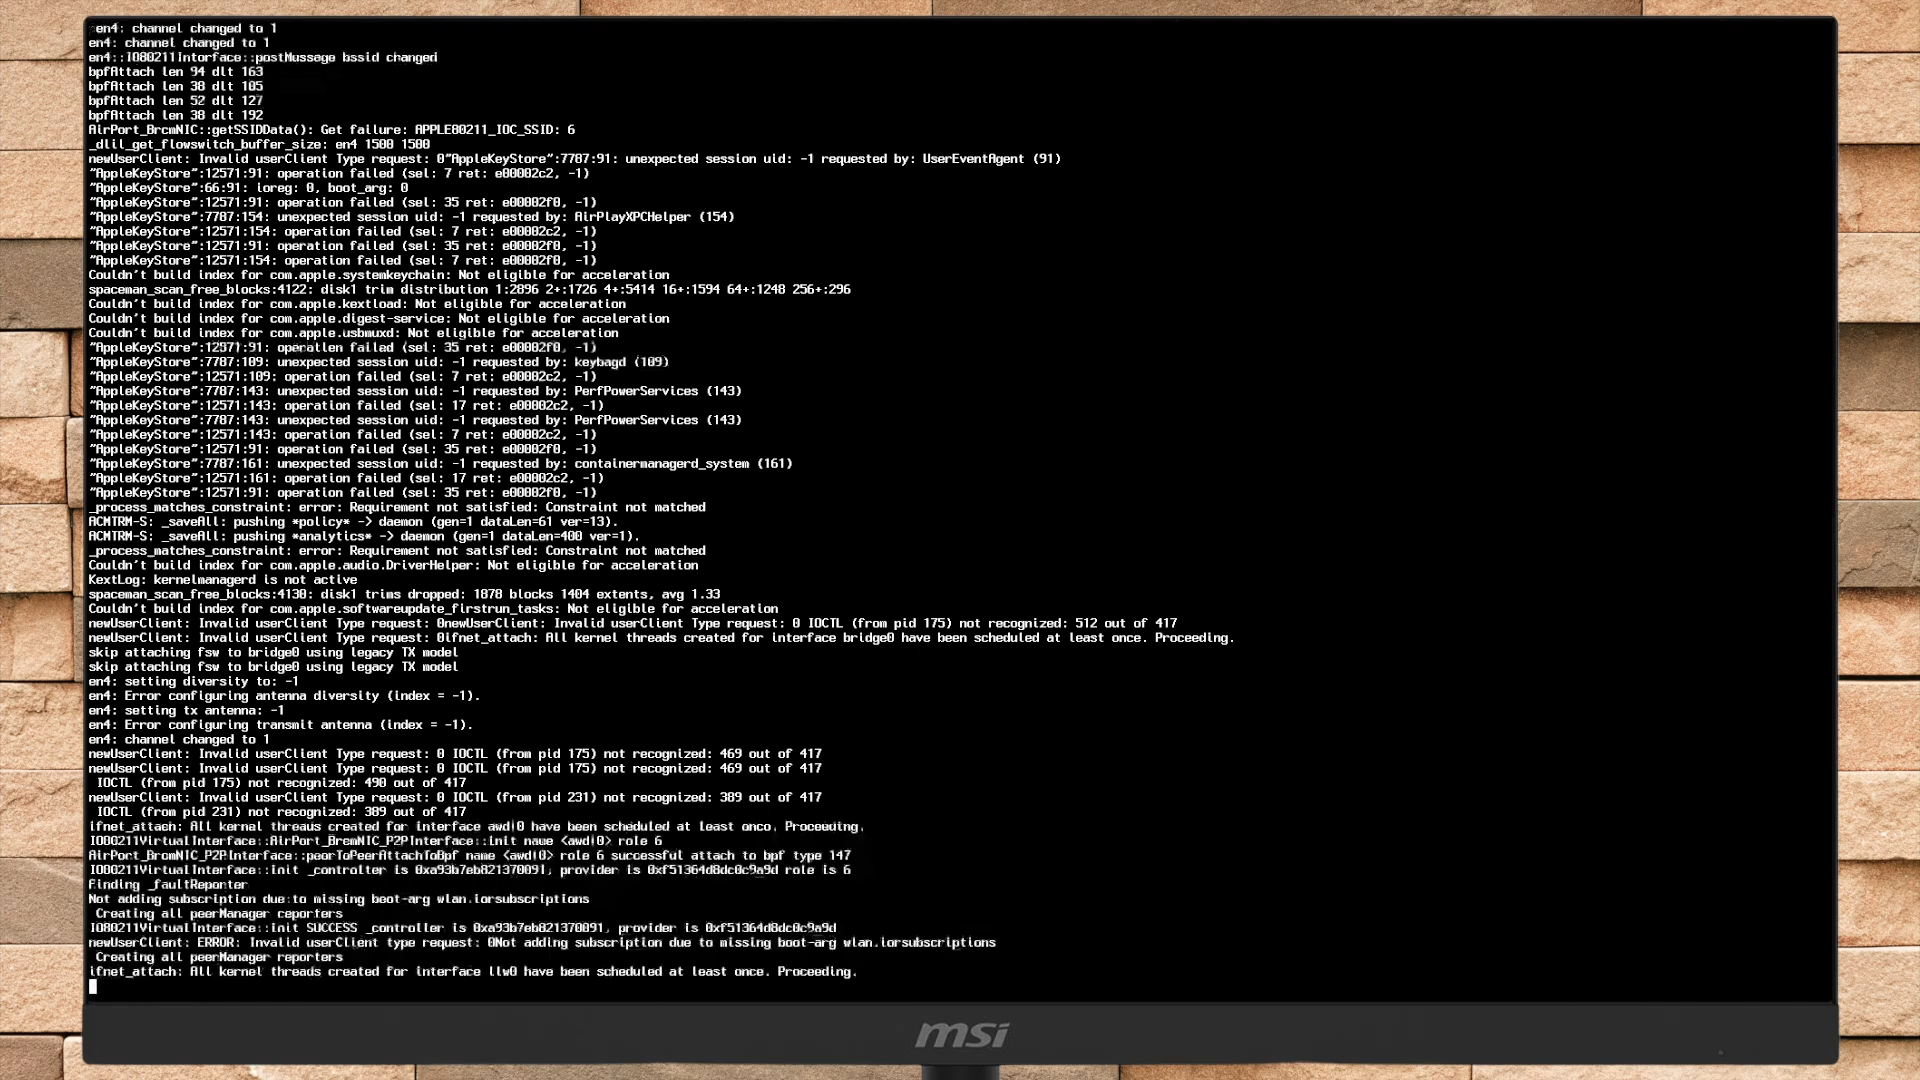 en4: channel changed to 1
en4: channel changed to 1
en4::IO80211Interface::postMessage bssid changed
bpfAttach len 94 dlt 163
bpfAttach len 38 dlt 105
bpfAttach len 52 dlt 127
bpfAttach len 38 dlt 192
AirPort_BrcmNIC::getSSIDData(): Get failure: APPLE80211_IOC_SSID: 6
_dlil_get_flowswitch_buffer_size: en4 1500 1500
newUserClient: Invalid userClient Type request: 0"AppleKeyStore":7787:91: unexpected session uid: -1 requested by: UserEventAgent (91)
"AppleKeyStore":12571:91: operation failed (sel: 7 ret: e00002c2, -1)
"AppleKeyStore":66:91: ioreg: 0, boot_arg: 0
"AppleKeyStore":12571:91: operation failed (sel: 35 ret: e00002f0, -1)
"AppleKeyStore":7787:154: unexpected session uid: -1 requested by: AirPlayXPCHelper (154)
"AppleKeyStore":12571:154: operation failed (sel: 7 ret: e00002c2, -1)
"AppleKeyStore":12571:91: operation failed (sel: 35 ret: e00002f0, -1)
"AppleKeyStore":12571:154: operation failed (sel: 7 ret: e00002c2, -1)
Couldn't build index for com.apple.systemkeychain: Not eligible for acceleration
spaceman_scan_free_blocks:4122: disk1 trim distribution 1:2896 2+:1726 4+:5414 16+:1594 64+:1248 256+:296
Couldn't build index for com.apple.kextload: Not eligible for acceleration
Couldn't build index for com.apple.digest-service: Not eligible for acceleration
Couldn't build index for com.apple.usbmuxd: Not eligible for acceleration
"AppleKeyStore":12571:91: operation failed (sel: 35 ret: e00002f0, -1)
"AppleKeyStore":7787:109: unexpected session uid: -1 requested by: keybagd (109)
"AppleKeyStore":12571:109: operation failed (sel: 7 ret: e00002c2, -1)
"AppleKeyStore":7787:143: unexpected session uid: -1 requested by: PerfPowerServices (143)
"AppleKeyStore":12571:143: operation failed (sel: 17 ret: e00002c2, -1)
"AppleKeyStore":7787:143: unexpected session uid: -1 requested by: PerfPowerServices (143)
"AppleKeyStore":12571:143: operation failed (sel: 7 ret: e00002c2, -1)
"AppleKeyStore":12571:91: operation failed (sel: 35 ret: e00002f0, -1)
"AppleKeyStore":7787:161: unexpected session uid: -1 requested by: containermanagerd_system (161)
"AppleKeyStore":12571:161: operation failed (sel: 17 ret: e00002c2, -1)
"AppleKeyStore":12571:91: operation failed (sel: 35 ret: e00002f0, -1)
_process_matches_constraint: error: Requirement not satisfied: Constraint not matched
ACMTRM-S: _saveAll: pushing *policy* -> daemon (gen=1 dataLen=61 ver=13).
ACMTRM-S: _saveAll: pushing *analytics* -> daemon (gen=1 dataLen=400 ver=1).
_process_matches_constraint: error: Requirement not satisfied: Constraint not matched
Couldn't build index for com.apple.audio.DriverHelper: Not eligible for acceleration
KextLog: kernelmanagerd is not active
spaceman_scan_free_blocks:4130: disk1 trims dropped: 1878 blocks 1404 extents, avg 1.33
Couldn't build index for com.apple.softwareupdate_firstrun_tasks: Not eligible for acceleration
newUserClient: Invalid userClient Type request: 0newUserClient: Invalid userClient Type request: 0 IOCTL (from pid 175) not recognized: 512 out of 417
newUserClient: Invalid userClient Type request: 0ifnet_attach: All kernel threads created for interface bridge0 have been scheduled at least once. Proceeding.
skip attaching fsw to bridge0 using legacy TX model
skip attaching fsw to bridge0 using legacy TX model
en4: setting diversity to: -1
en4: Error configuring antenna diversity (index = -1).
en4: setting tx antenna: -1
en4: Error configuring transmit antenna (index = -1).
en4: channel changed to 1
newUserClient: Invalid userClient Type request: 0 IOCTL (from pid 175) not recognized: 469 out of 417
newUserClient: Invalid userClient Type request: 0 IOCTL (from pid 175) not recognized: 469 out of 417
IOCTL (from pid 175) not recognized: 490 out of 417
newUserClient: Invalid userClient Type request: 0 IOCTL (from pid 231) not recognized: 389 out of 417
IOCTL (from pid 231) not recognized: 389 out of 417
ifnet_attach: All kernel threads created for interface awdl0 have been scheduled at least once. Proceeding.
IO80211VirtualInterface::AirPort_BrcmNIC_P2PInterface::init name <awdl0> role 6
AirPort_BrcmNIC_P2PInterface::peerToPeerAttachToBpf name <awdl0> role 6 successful attach to bpf type 147
IO80211VirtualInterface::init _controller is 0xa93b7eb821370091, provider is 0xf51364d8dc0c9a9d role is 6
Finding _faultReporter
Not adding subscription due to missing boot-arg wlan.iorsubscriptions
Creating all peerManager reporters
IO80211VirtualInterface::init SUCCESS _controller is 0xa93b7eb821370091, provider is 0xf51364d8dc0c9a9d
newUserClient: ERROR: Invalid userClient type request: 0Not adding subscription due to missing boot-arg wlan.iorsubscriptions
Creating all peerManager reporters
ifnet_attach: All kernel threads created for interface llw0 have been scheduled at least once. Proceeding.
msi